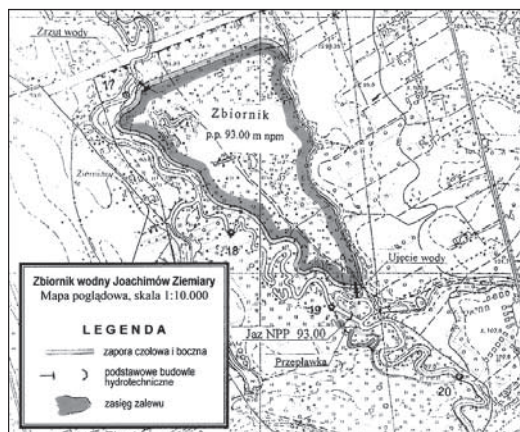 Zrzut wody
17
Zbiornik
p.p. 93.00 m npm
Ziemiary
18
Ujęcie wody
19
Jaz NPP 93.00
Przepławka
20
Zbiornik wodny Joachimów Ziemiary
Mapa poglądowa, skala 1:10.000
LEGENDA
zapora czołowa i boczna
podstawowe budowle
hydrotechniczne
zasięg zalewu